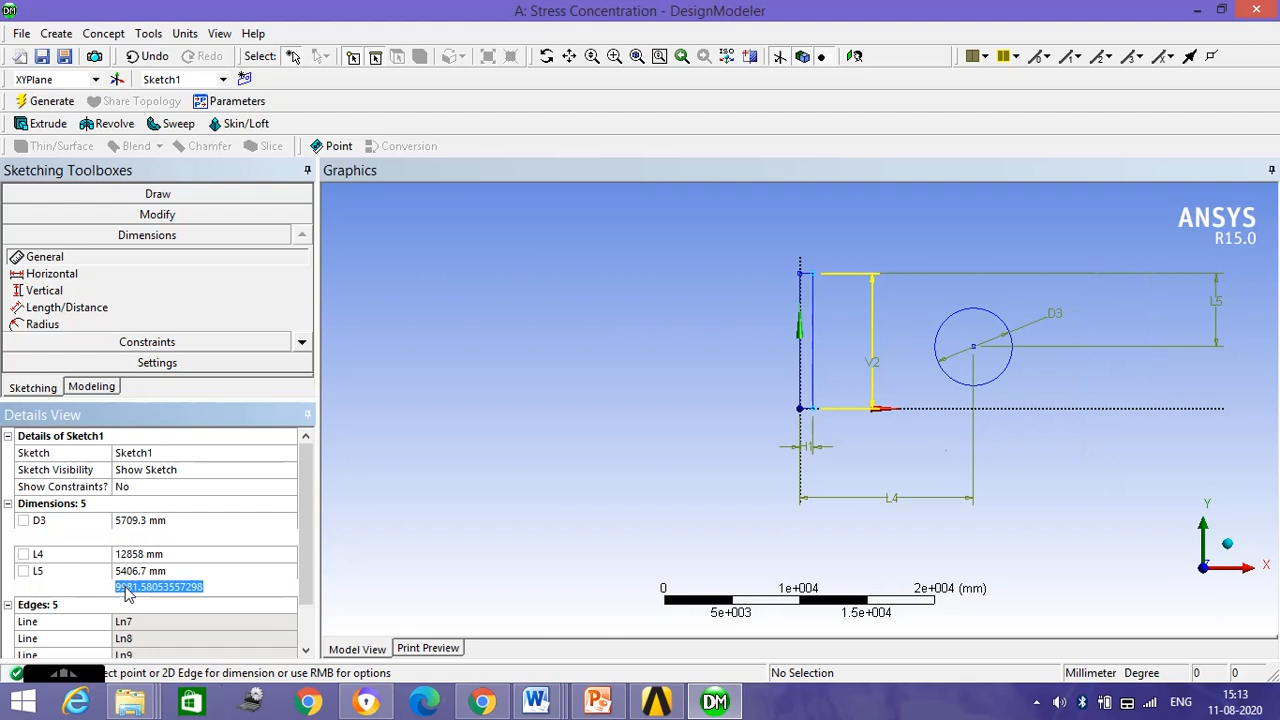 A: Stress Concentration - DesignModeler
File Create Concept Tools Units View Help
Undo Redo Select:
XYPlane Sketch1
Generate Share Topology Parameters
Extrude Revolve Sweep Skin/Loft
Thin/Surface Blend Chamfer Slice Point Conversion
Sketching Toolboxes
Draw
Modify
Dimensions
General
Horizontal
Vertical
Length/Distance
Radius
Constraints
Settings
Sketching Modeling
Details View
Details of Sketch1
Sketch Sketch1
Sketch Visibility Show Sketch
Show Constraints? No
Dimensions: 5
D3 5709.3 mm
L4 12858 mm
L5 5406.7 mm
9981.58053557298
Edges: 5
Line Ln7
Line Ln8
Line Ln9
Graphics
ANSYS
R15.0
D3
L5
V2
H1
L4
Y
X
0 1e+004 2e+004 (mm)
5e+003 1.5e+004
Model View Print Preview
ect point or 2D Edge for dimension or use RMB for options
No Selection
Millimeter Degree 0 0
ENG
15:13
11-08-2020